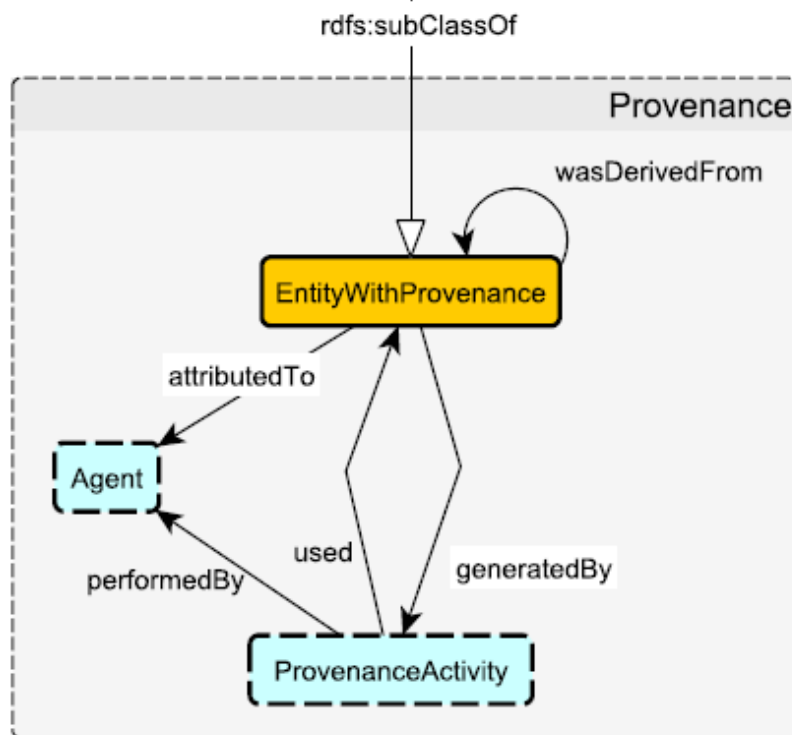 rdfs:subClassOf
Provenance
wasDerivedFrom
EntityWithProvenance
attributedTo
Agent
used
generatedBy
performedBy
ProvenanceActivity